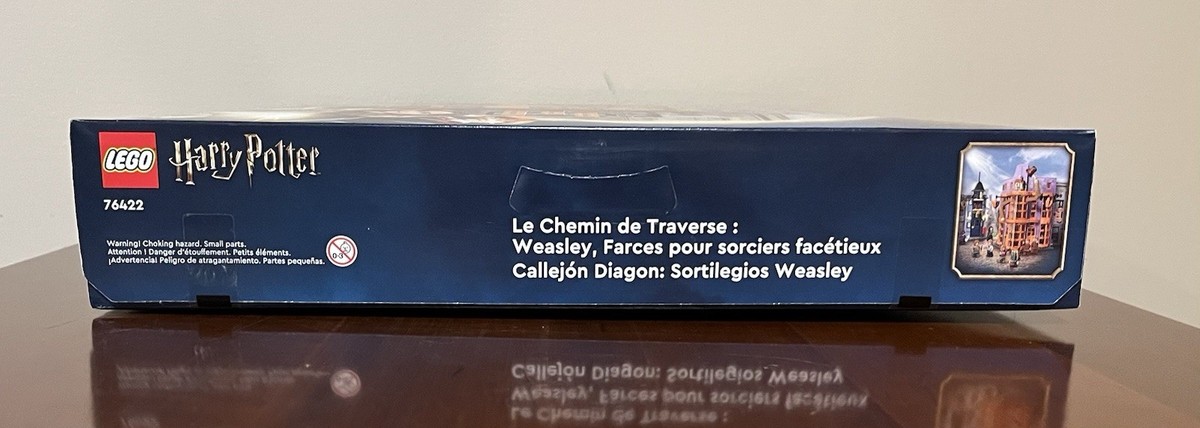 LEGO
Harry Potter
76422
Warning! Choking hazard. Small parts.
Attention ! Danger d'étouffement. Petits éléments.
¡Advertencia! Peligro de atragantamiento. Partes pequeñas.
0-3
Le Chemin de Traverse :
Weasley, Farces pour sorciers facétieux
Callejón Diagon: Sortilegios Weasley